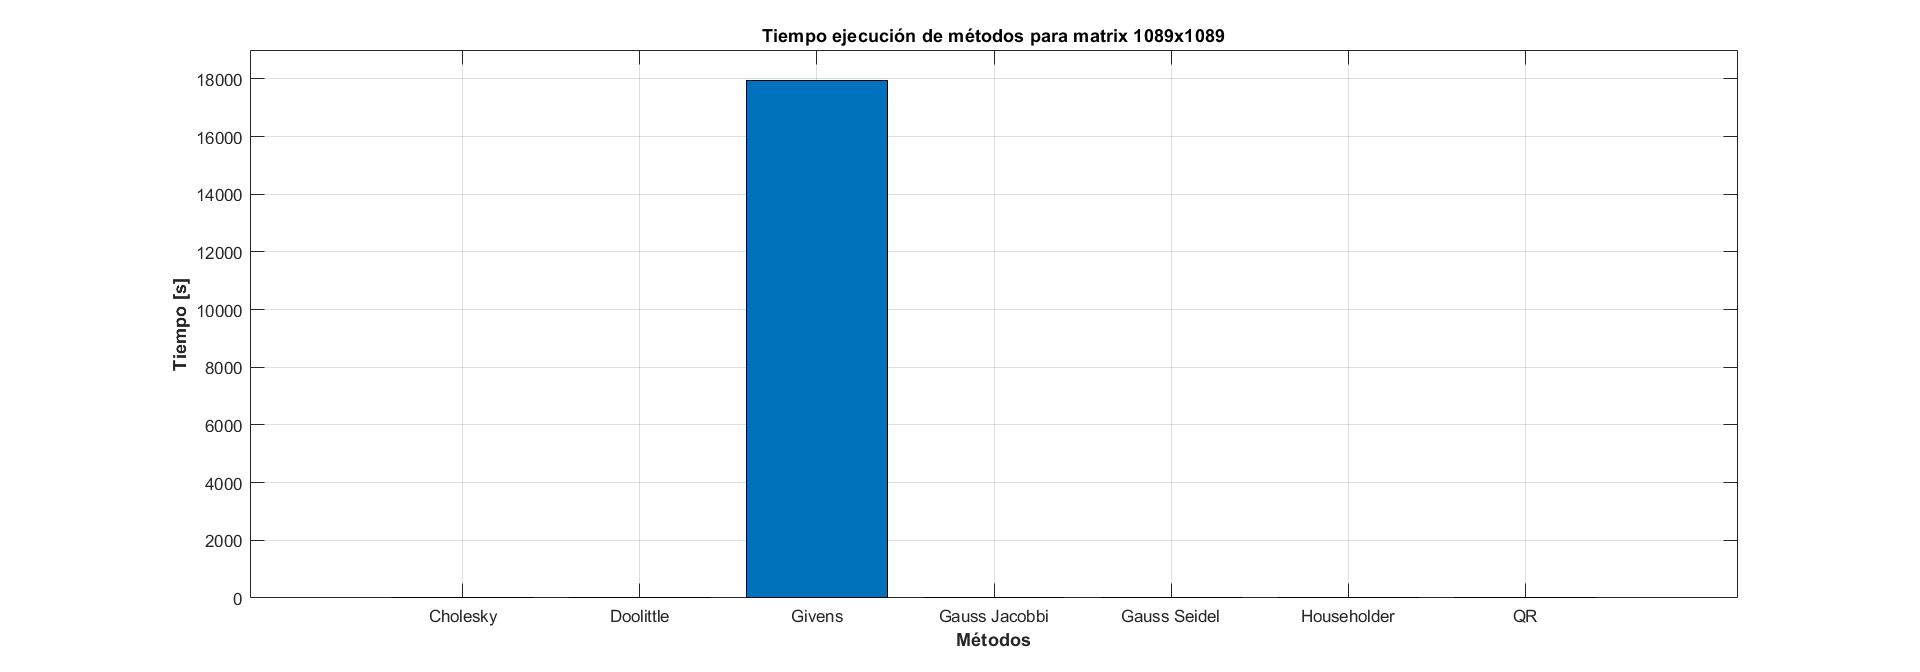 Tiempo ejecución de métodos para matrix 1089x1089
18000
16000
14000
12000
10000
8000
6000
4000
2000
0
Tiempo [s]
Cholesky Doolittle Givens Gauss Jacobbi Gauss Seidel Householder QR
Métodos